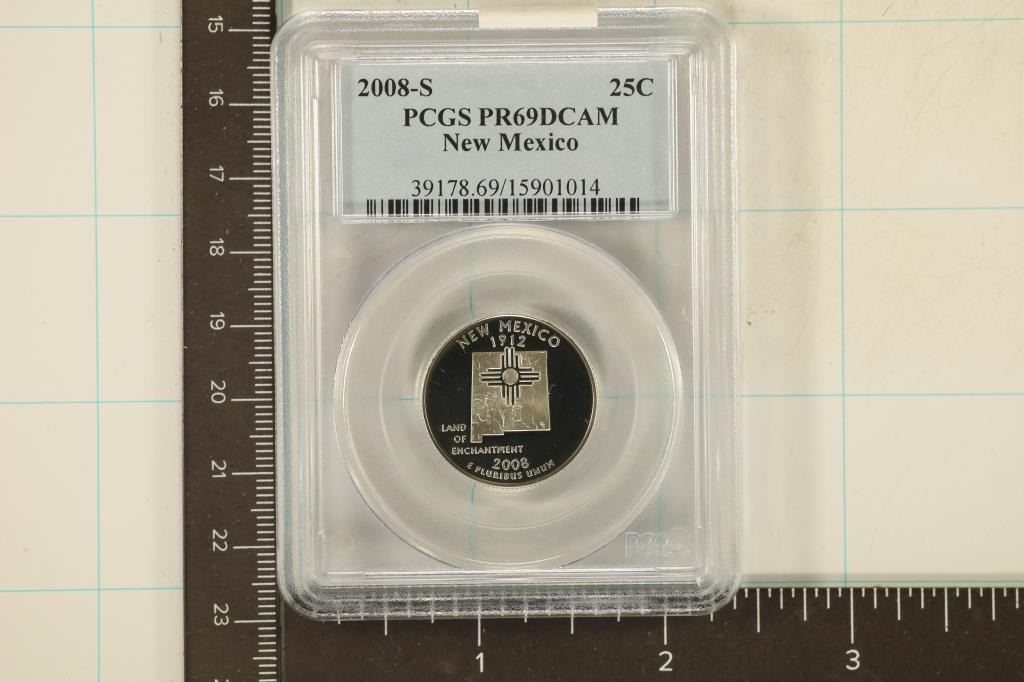 2008-S 25C
PCGS PR69DCAM
New Mexico
39178.69/15901014
NEW MEXICO
1912
LAND
OF
ENCHANTMENT
2008
E PLURIBUS UNUM
PCGS
15
16
17
18
19
20
21
22
23
1 2 3